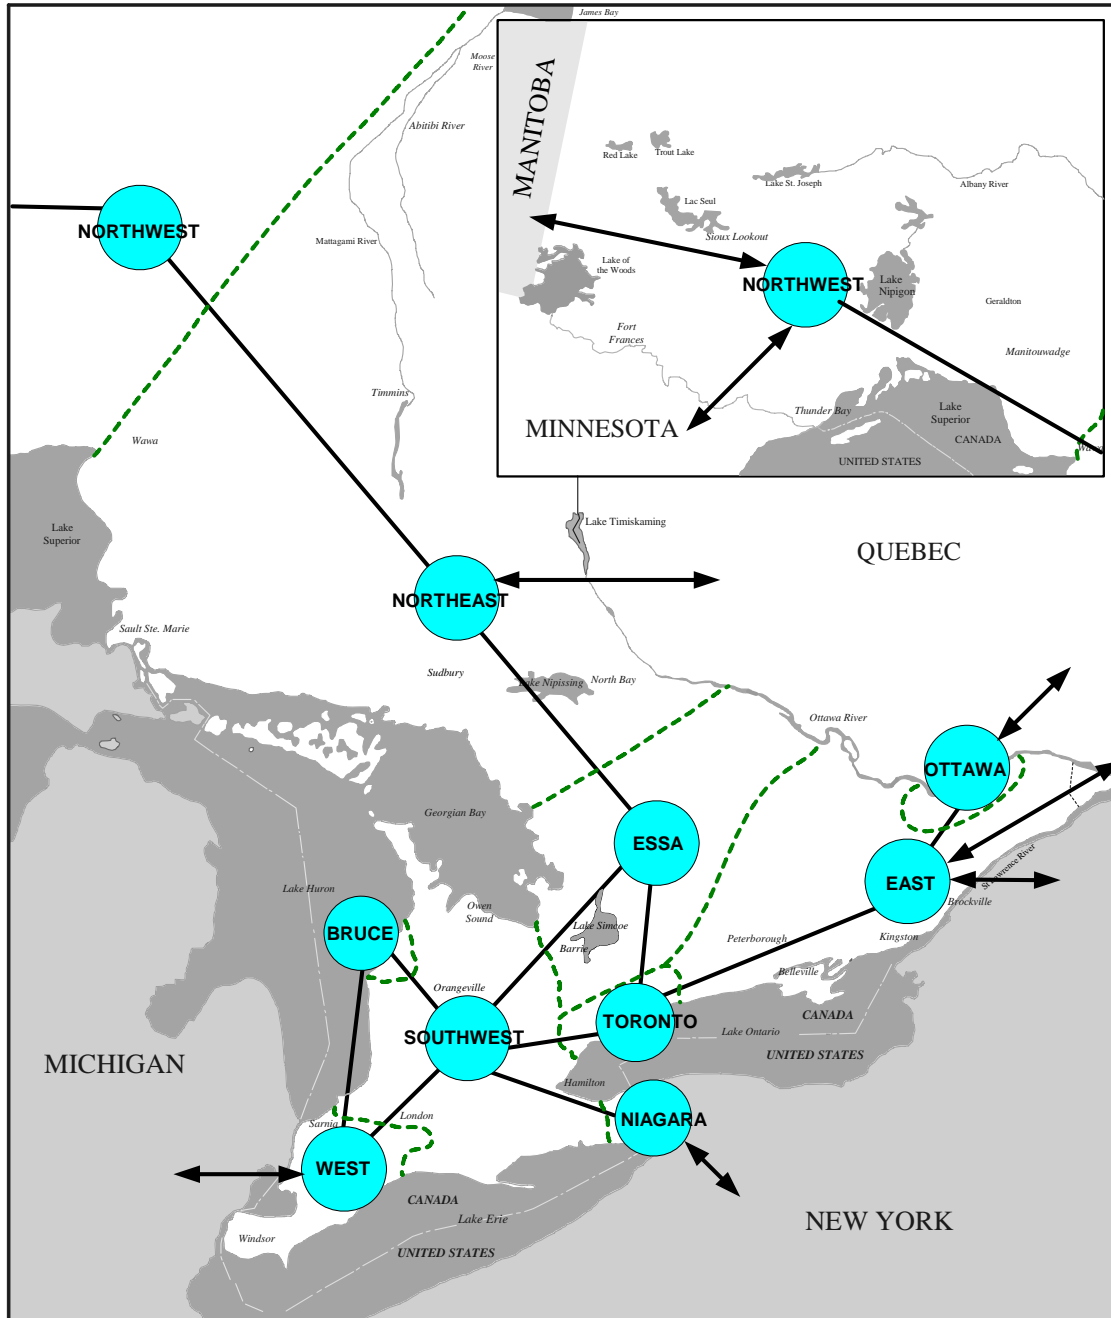 James Bay
Moose
River
Abitibi River
MANITOBA
Red Lake
Trout Lake
Lake St. Joseph
Albany River
Lac Seul
Sioux Lookout
NORTHWEST
Mattagami River
Lake of
the Woods
NORTHWEST
Lake
Nipigon
Geraldton
Fort
Frances
Manitouwadge
Timmins
Thunder Bay
Lake
Superior
MINNESOTA
CANADA
UNITED STATES
Wawa
Lake
Superior
Lake Timiskaming
QUEBEC
NORTHEAST
Sault Ste. Marie
Sudbury
Lake Nipissing
North Bay
Ottawa River
OTTAWA
Georgian Bay
ESSA
EAST
St Lawrence River
Lake Huron
Brockville
Owen
Sound
Lake Simcoe
BRUCE
Barrie
Peterborough
Kingston
Belleville
Orangeville
SOUTHWEST
TORONTO
CANADA
Lake Ontario
UNITED STATES
MICHIGAN
Hamilton
London
Sarnia
NIAGARA
WEST
CANADA
Lake Erie
NEW YORK
Windsor
UNITED STATES